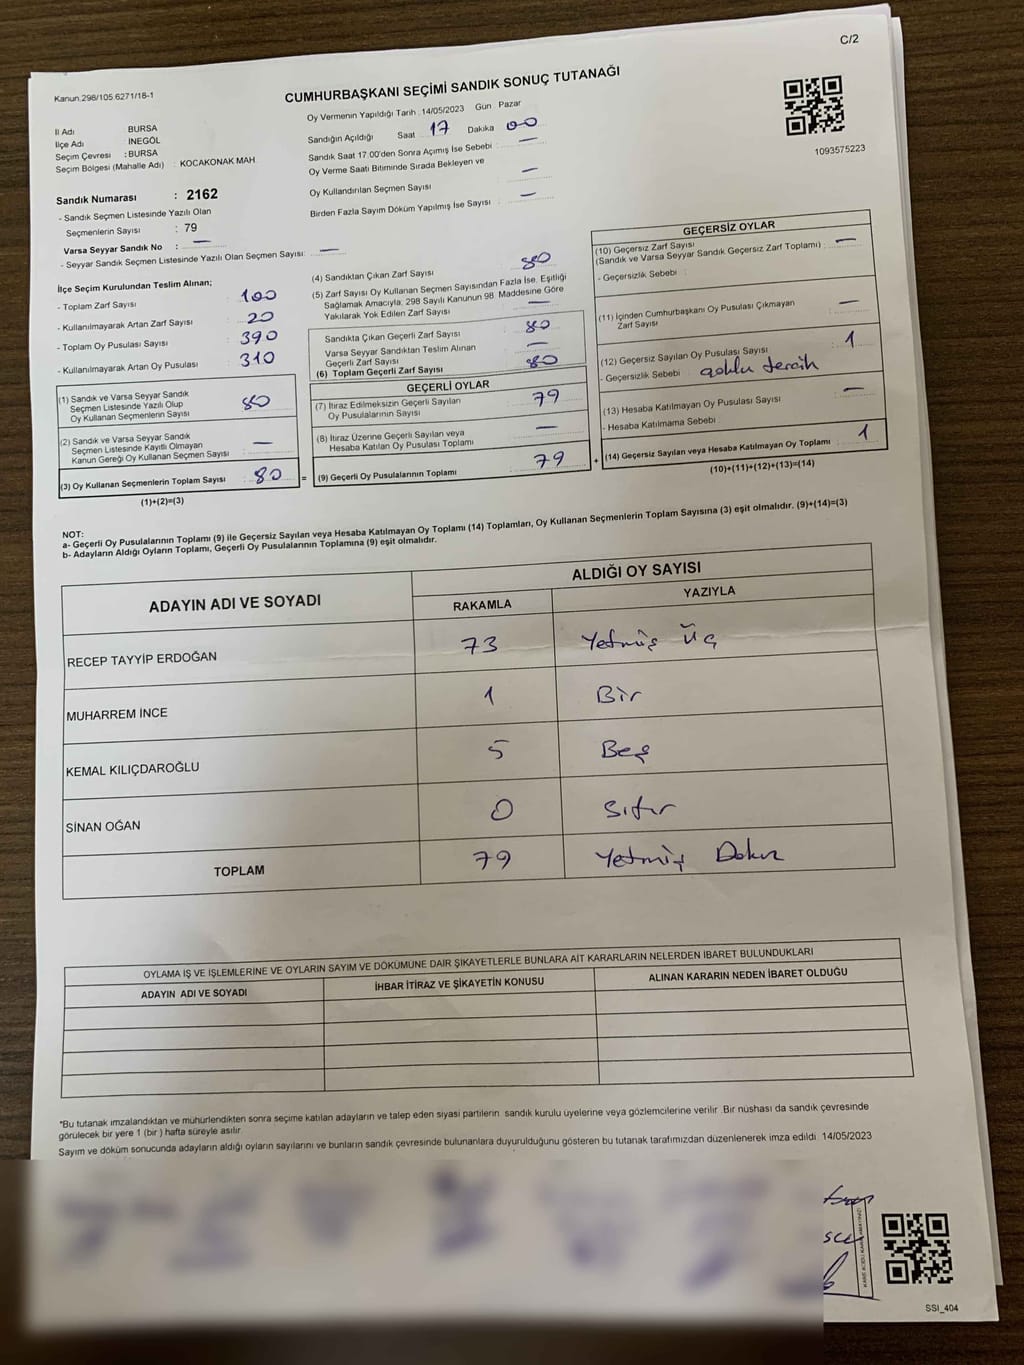 C/2
Kanun.298/105.6271/18-1
CUMHURBAŞKANI SEÇİMİ SANDIK SONUÇ TUTANAĞI
1093575223
İl Adı BURSA
İlçe Adı INEGÖL
Seçim Çevresi : BURSA
Seçim Bölgesi (Mahalle Adı) : KOCAKONAK MAH
Oy Vermenin Yapıldığı Tarih : 14/05/2023 Gün : Pazar
Sandığın Açıldığı Saat 17 Dakika 00
Sandık Saat 17.00'den Sonra Açımış İse Sebebi : —
Oy Verme Saati Bitiminde Sırada Bekleyen ve
Oy Kullandırılan Seçmen Sayısı —
Birden Fazla Sayım Döküm Yapılmış İse Sayısı : —
Sandık Numarası : 2162
- Sandık Seçmen Listesinde Yazılı Olan
Seçmenlerin Sayısı : 79
Varsa Seyyar Sandık No : —
- Seyyar Sandık Seçmen Listesinde Yazılı Olan Seçmen Sayısı: —
İlçe Seçim Kurulundan Teslim Alınan;
- Toplam Zarf Sayısı : 100
- Kullanılmayarak Artan Zarf Sayısı : 20
- Toplam Oy Pusulası Sayısı : 390
- Kullanılmayarak Artan Oy Pusulası : 310
(1) Sandık ve Varsa Seyyar Sandık
Seçmen Listesinde Yazılı Olup
Oy Kullanan Seçmenlerin Sayısı : 80
(2) Sandık ve Varsa Seyyar Sandık
Seçmen Listesinde Kayıtlı Olmayan
Kanun Gereği Oy Kullanan Seçmen Sayısı : —
(3) Oy Kullanan Seçmenlerin Toplam Sayısı : 80
(1)+(2)=(3)
(4) Sandıktan Çıkan Zarf Sayısı 80
(5) Zarf Sayısı Oy Kullanan Seçmen Sayısından Fazla İse, Eşitliği
Sağlamak Amacıyla; 298 Sayılı Kanunun 98. Maddesine Göre
Yakılarak Yok Edilen Zarf Sayısı —
Sandıkta Çıkan Geçerli Zarf Sayısı : 80
Varsa Seyyar Sandıktan Teslim Alınan
Geçerli Zarf Sayısı : —
(6) Toplam Geçerli Zarf Sayısı : 80
GEÇERLİ OYLAR
(7) İtiraz Edilmeksizin Geçerli Sayılan
Oy Pusulalarının Sayısı : 79
(8) İtiraz Üzerine Geçerli Sayılan veya
Hesaba Katılan Oy Pusulası Toplamı : —
(9) Geçerli Oy Pusulalarının Toplamı : 79
GEÇERSİZ OYLAR
(10) Geçersiz Zarf Sayısı
(Sandık ve Varsa Seyyar Sandık Geçersiz Zarf Toplamı) : —
- Geçersizlik Sebebi :
(11) İçinden Cumhurbaşkanı Oy Pusulası Çıkmayan
Zarf Sayısı —
(12) Geçersiz Sayılan Oy Pusulası Sayısı : 1
- Geçersizlik Sebebi : çoklu tercih
(13) Hesaba Katılmayan Oy Pusulası Sayısı : —
- Hesaba Katılmama Sebebi :
(14) Geçersiz Sayılan veya Hesaba Katılmayan Oy Toplamı : 1
(10)+(11)+(12)+(13)=(14)
NOT:
a- Geçerli Oy Pusulalarının Toplamı (9) ile Geçersiz Sayılan veya Hesaba Katılmayan Oy Toplamı (14) Toplamları, Oy Kullanan Seçmenlerin Toplam Sayısına (3) eşit olmalıdır. (9)+(14)=(3)
b- Adayların Aldığı Oyların Toplamı, Geçerli Oy Pusulalarının Toplamına (9) eşit olmalıdır.
ADAYIN ADI VE SOYADI ALDIĞI OY SAYISI
RAKAMLA YAZIYLA
RECEP TAYYİP ERDOĞAN 73 Yetmiş Üç
MUHARREM İNCE 1 Bir
KEMAL KILIÇDAROĞLU 5 Beş
SİNAN OĞAN 0 Sıfır
TOPLAM 79 Yetmiş Dokuz
OYLAMA İŞ VE İŞLEMLERİNE VE OYLARIN SAYIM VE DÖKÜMÜNE DAİR ŞİKAYETLERLE BUNLARA AİT KARARLARIN NELERDEN İBARET BULUNDUKLARI
ADAYIN ADI VE SOYADI İHBAR İTİRAZ VE ŞİKAYETİN KONUSU ALINAN KARARIN NEDEN İBARET OLDUĞU
*Bu tutanak imzalandıktan ve mühürlendikten sonra seçime katılan adayların ve talep eden siyasi partilerin sandık kurulu üyelerine veya gözlemcilerine verilir. Bir nüshası da sandık çevresinde
görülecek bir yere 1 (bir) hafta süreyle asılır.
Sayım ve döküm sonucunda adayların aldığı oyların sayılarını ve bunların sandık çevresinde bulunanlara duyurulduğunu gösteren bu tutanak tarafımızdan düzenlenerek imza edildi. 14/05/2023
SSI_404